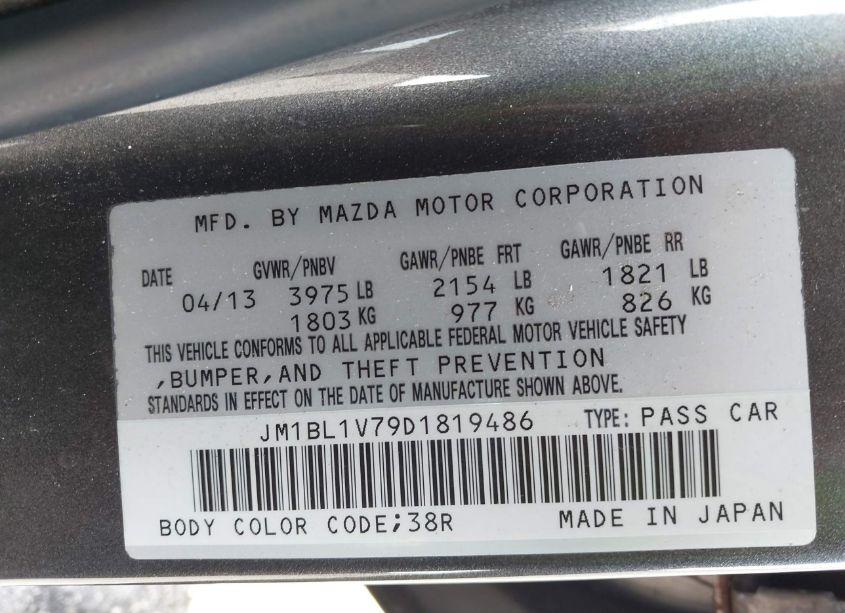 MFD. BY MAZDA MOTOR CORPORATION
DATE GVWR/PNBV GAWR/PNBE FRT GAWR/PNBE RR
04/13 3975 LB 2154 LB 1821 LB
1803 KG 977 KG 826 KG
THIS VEHICLE CONFORMS TO ALL APPLICABLE FEDERAL MOTOR VEHICLE SAFETY
,BUMPER,AND THEFT PREVENTION
STANDARDS IN EFFECT ON THE DATE OF MANUFACTURE SHOWN ABOVE.
JM1BL1V79D1819486 TYPE: PASS CAR
BODY COLOR CODE;38R MADE IN JAPAN